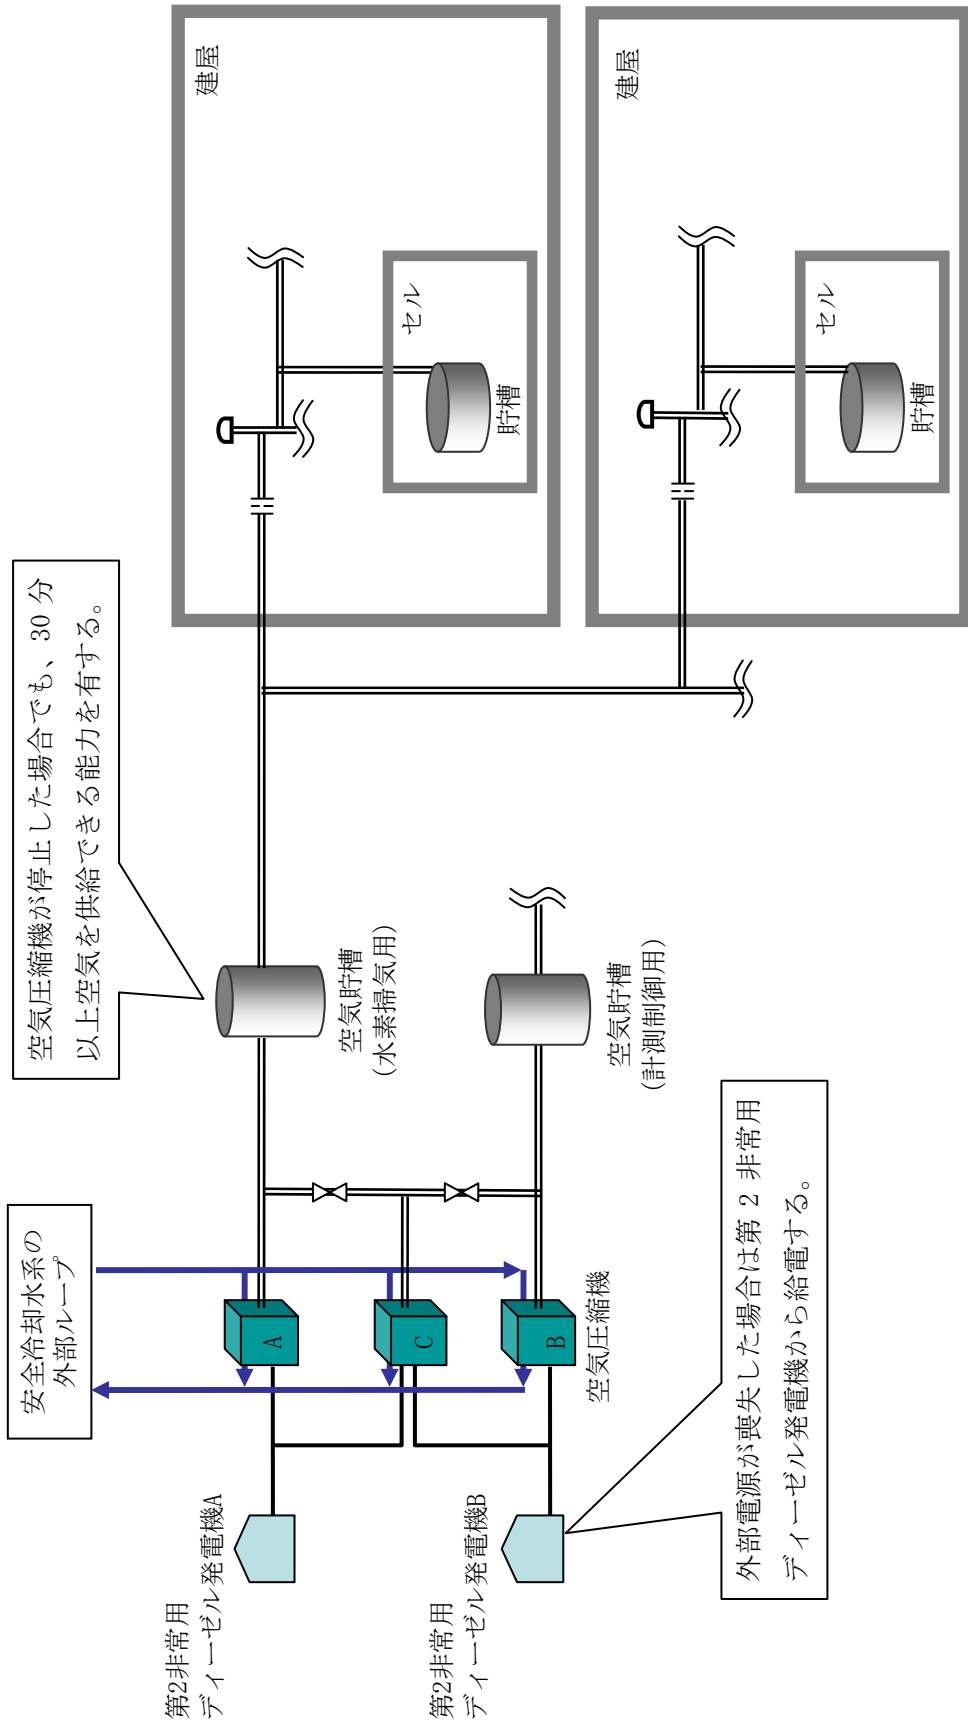 安全冷却水系の
外部ループ
空気圧縮機が停止した場合でも、30 分
以上空気を供給できる能力を有する。
建屋
セル
貯槽
第2非常用
ディーゼル発電機A
A
C
B
空気圧縮機
空気貯槽
(水素掃気用)
第2非常用
ディーゼル発電機B
空気貯槽
(計測制御用)
建屋
セル
貯槽
外部電源が喪失した場合は第 2 非常用
ディーゼル発電機から給電する。